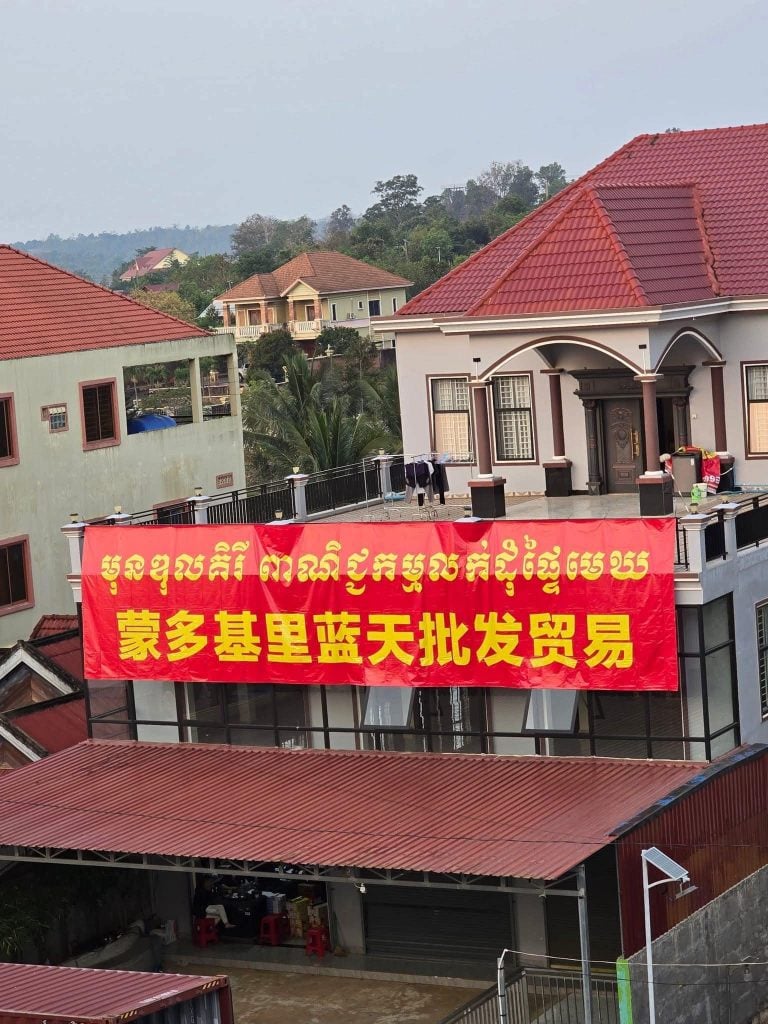 មុនឌុលគិរី ពាណិជ្ជកម្មលក់ដុំផ្ទៃមេឃ
蒙多基里蓝天批发贸易